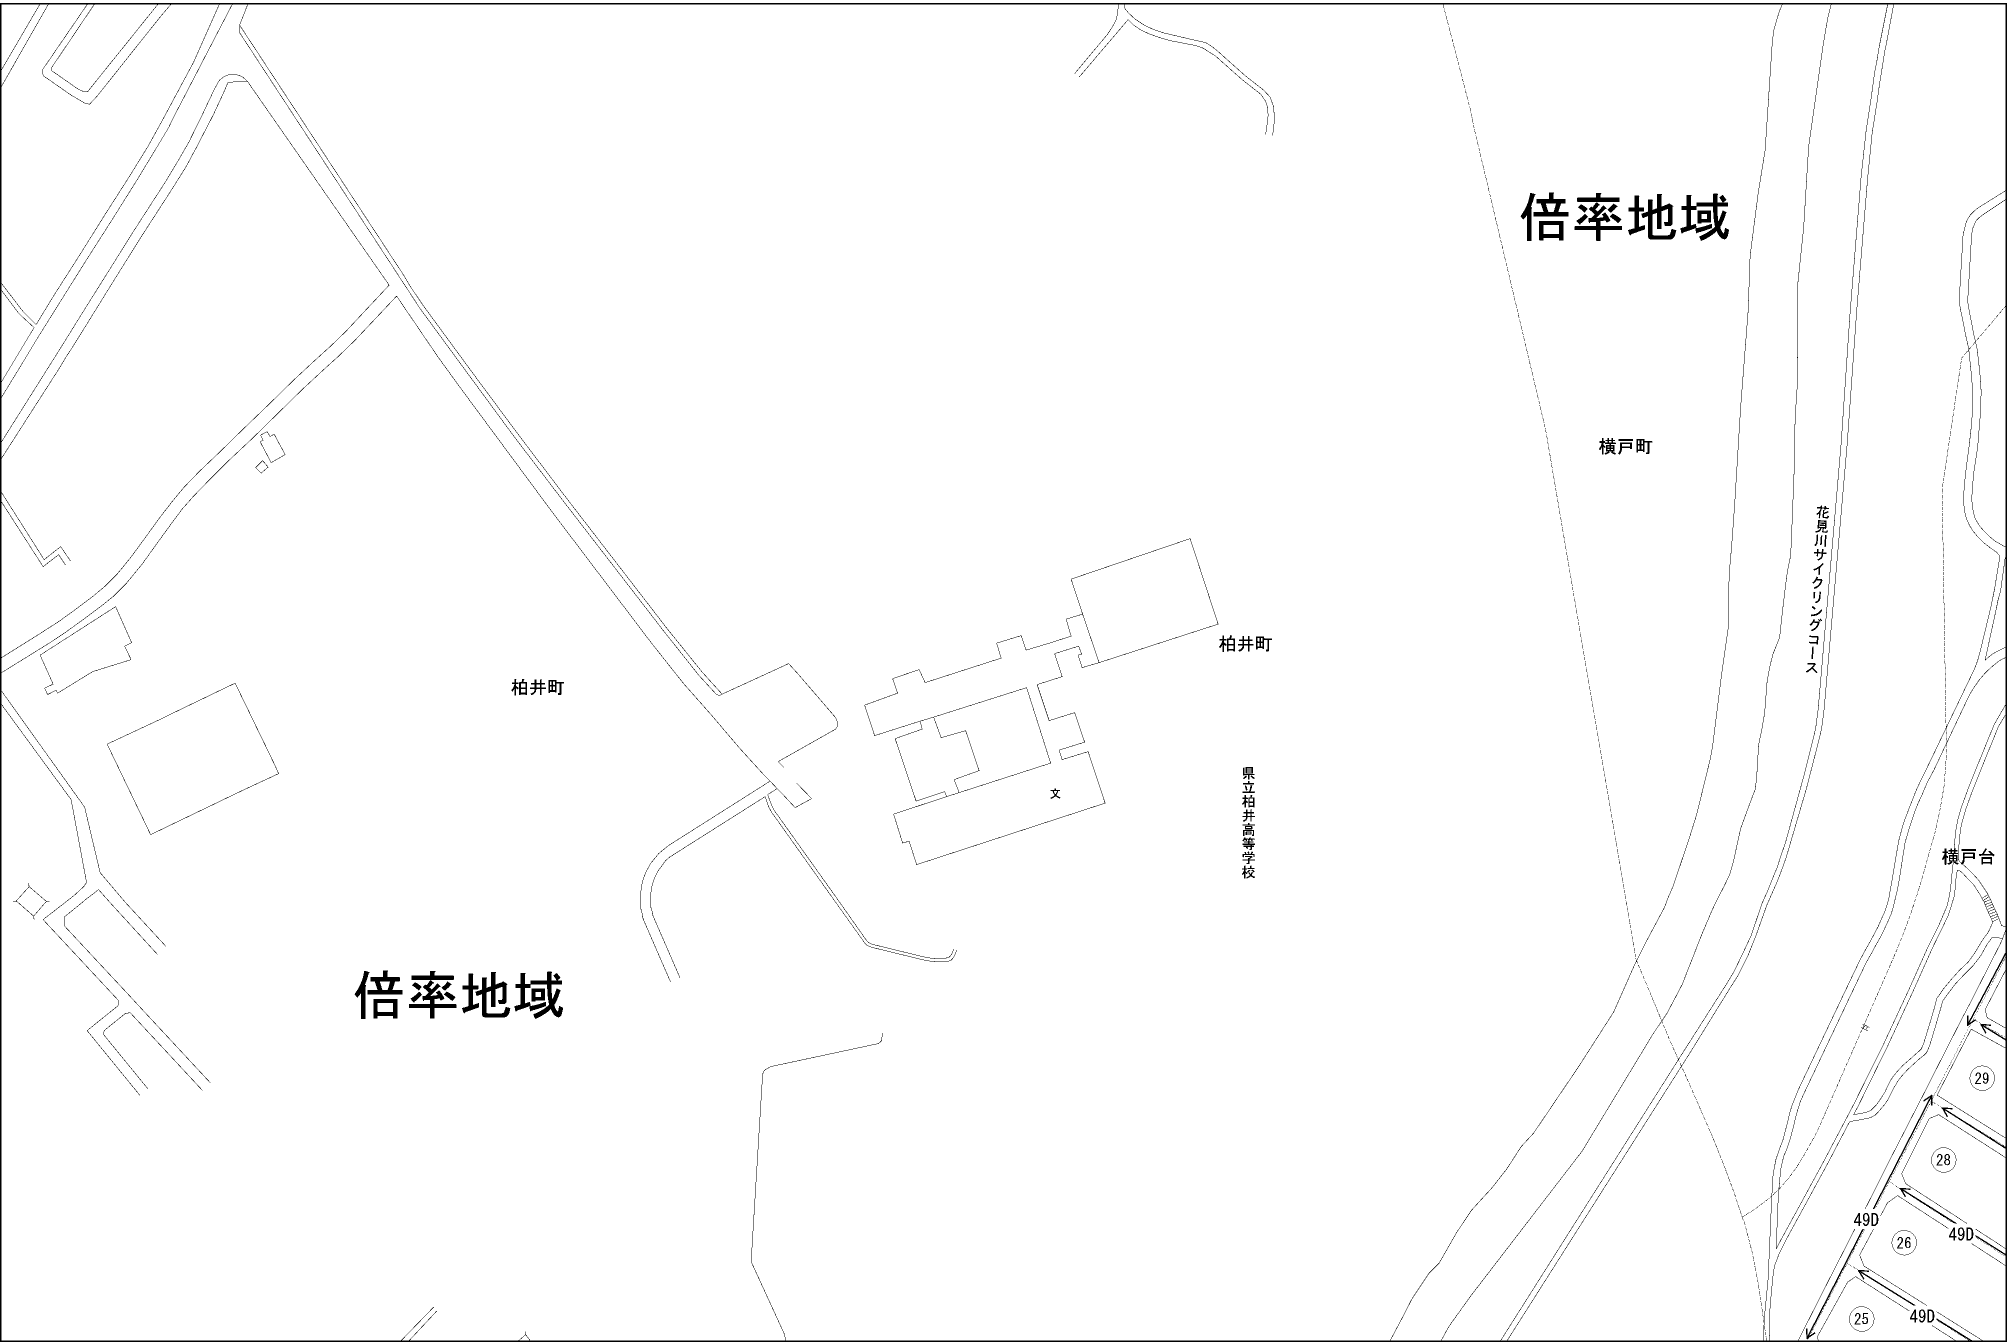 倍率地域
横戸町
花見川サイクリングコース
柏井町
柏井町
県立柏井高等学校
文
横戸台
倍率地域
29
28
49D
49D
26
49D
25